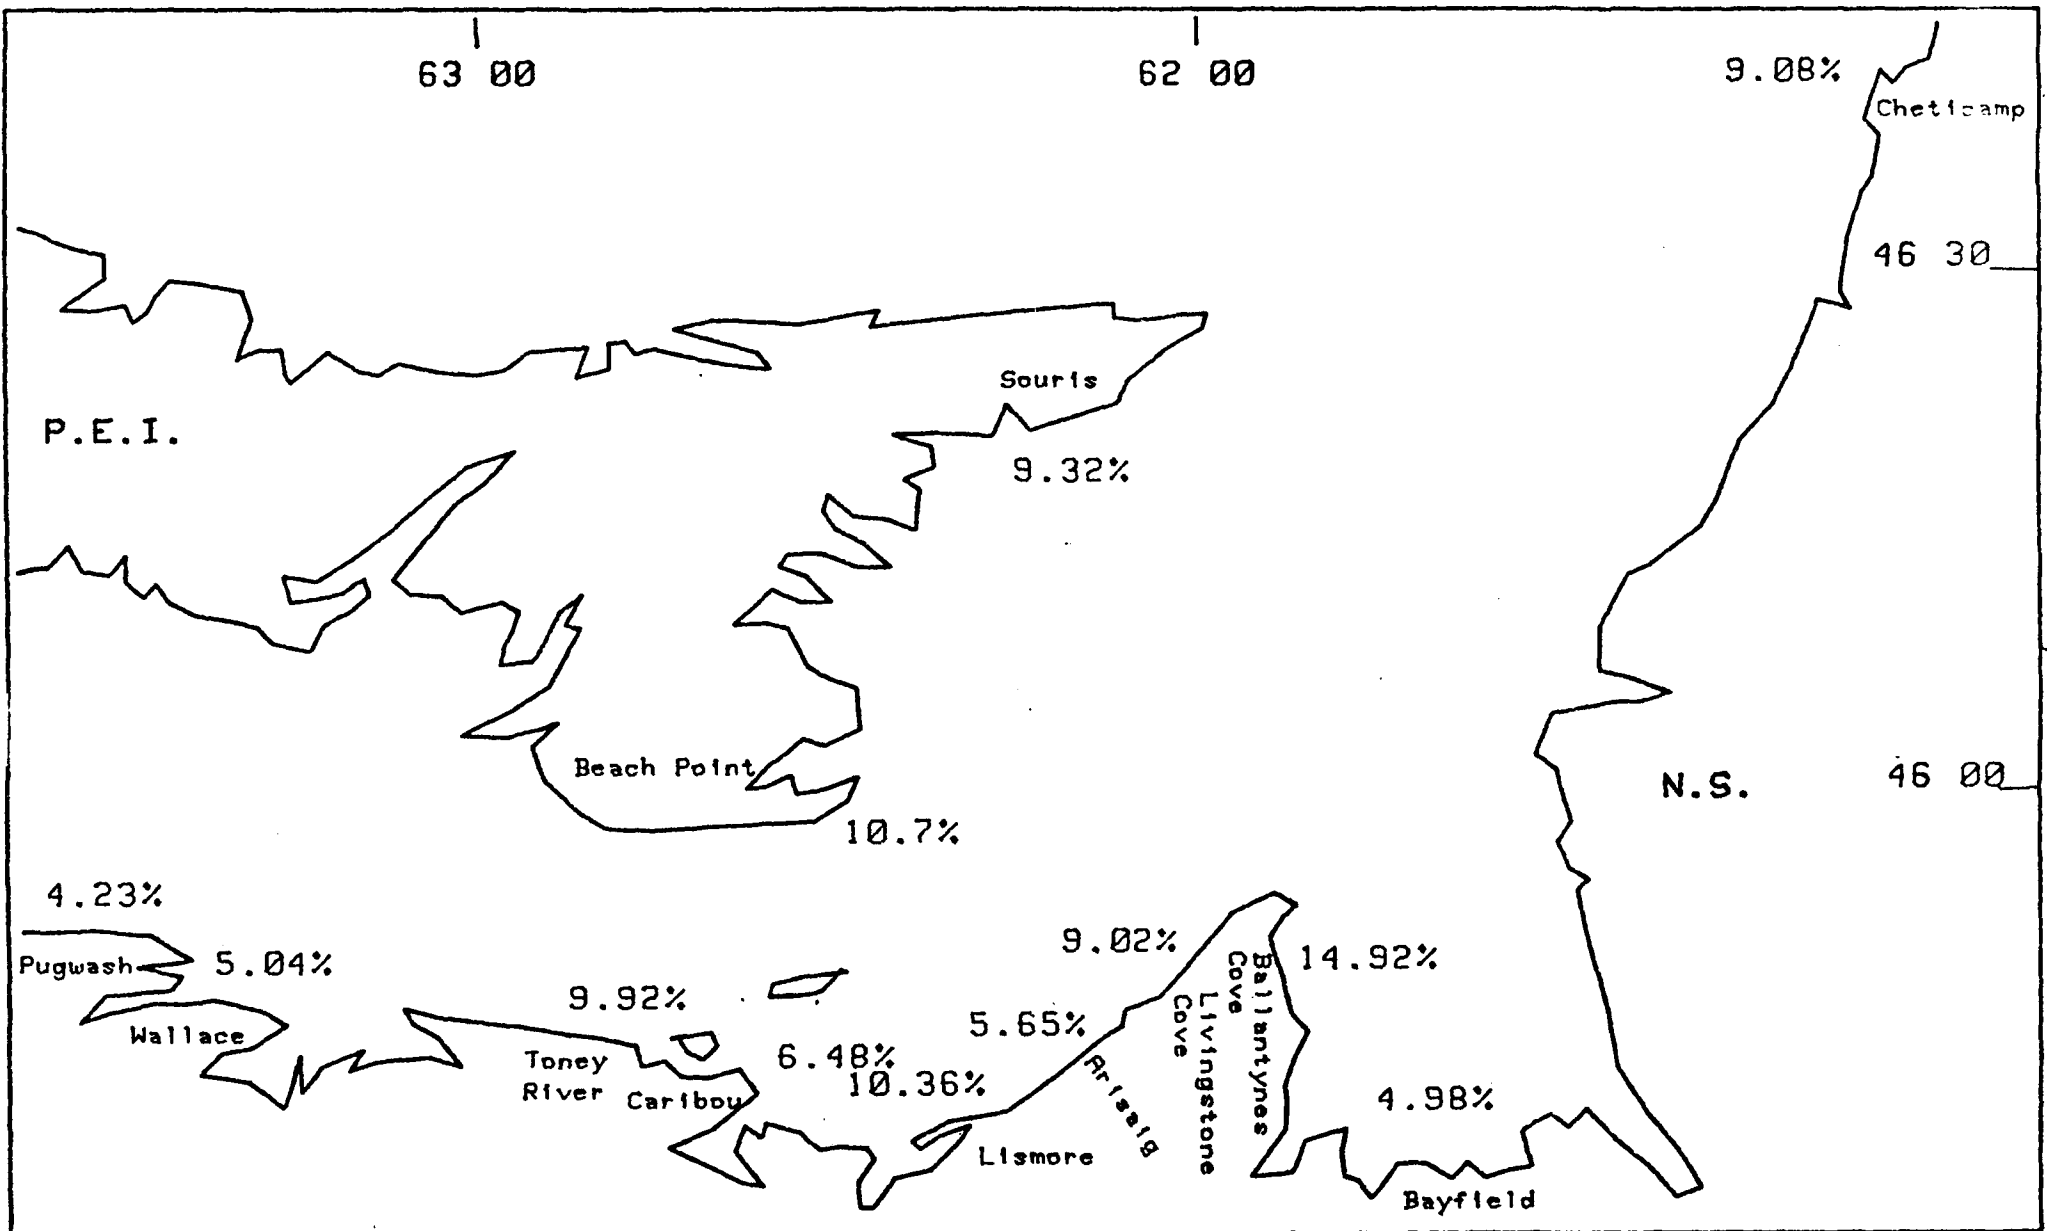 63 00
62 00
9.08%
Cheticamp
46 30
Souris
P.E.I.
9.32%
Beach Point
N.S.
46 00
10.7%
4.23%
9.02%
14.92%
Pugwash
5.04%
9.92%
5.65%
Wallace
Toney
River
6.48%
10.36%
Caribou
4.98%
Lismore
Arisaig
Livingstone
Cove
Ballantynes
Cove
Bayfield